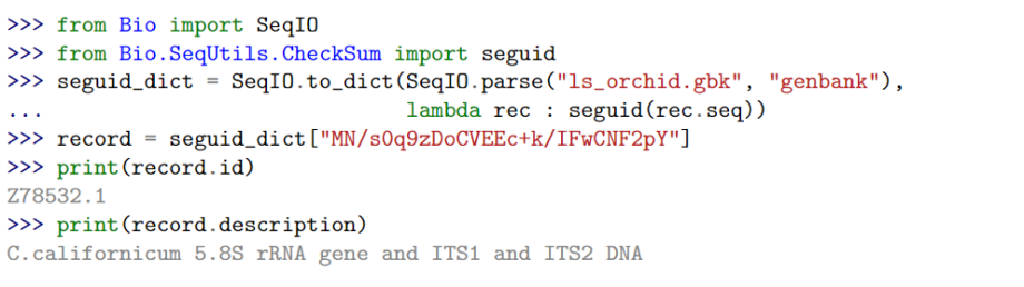 >>> from Bio import SeqIO
>>> from Bio.SeqUtils.CheckSum import seguid
>>> seguid_dict = SeqIO.to_dict(SeqIO.parse("ls_orchid.gbk", "genbank"),
... lambda rec : seguid(rec.seq))
>>> record = seguid_dict["MN/s0q9zDoCVEEc+k/IFwCNF2pY"]
>>> print(record.id)
Z78532.1
>>> print(record.description)
C.californicum 5.8S rRNA gene and ITS1 and ITS2 DNA